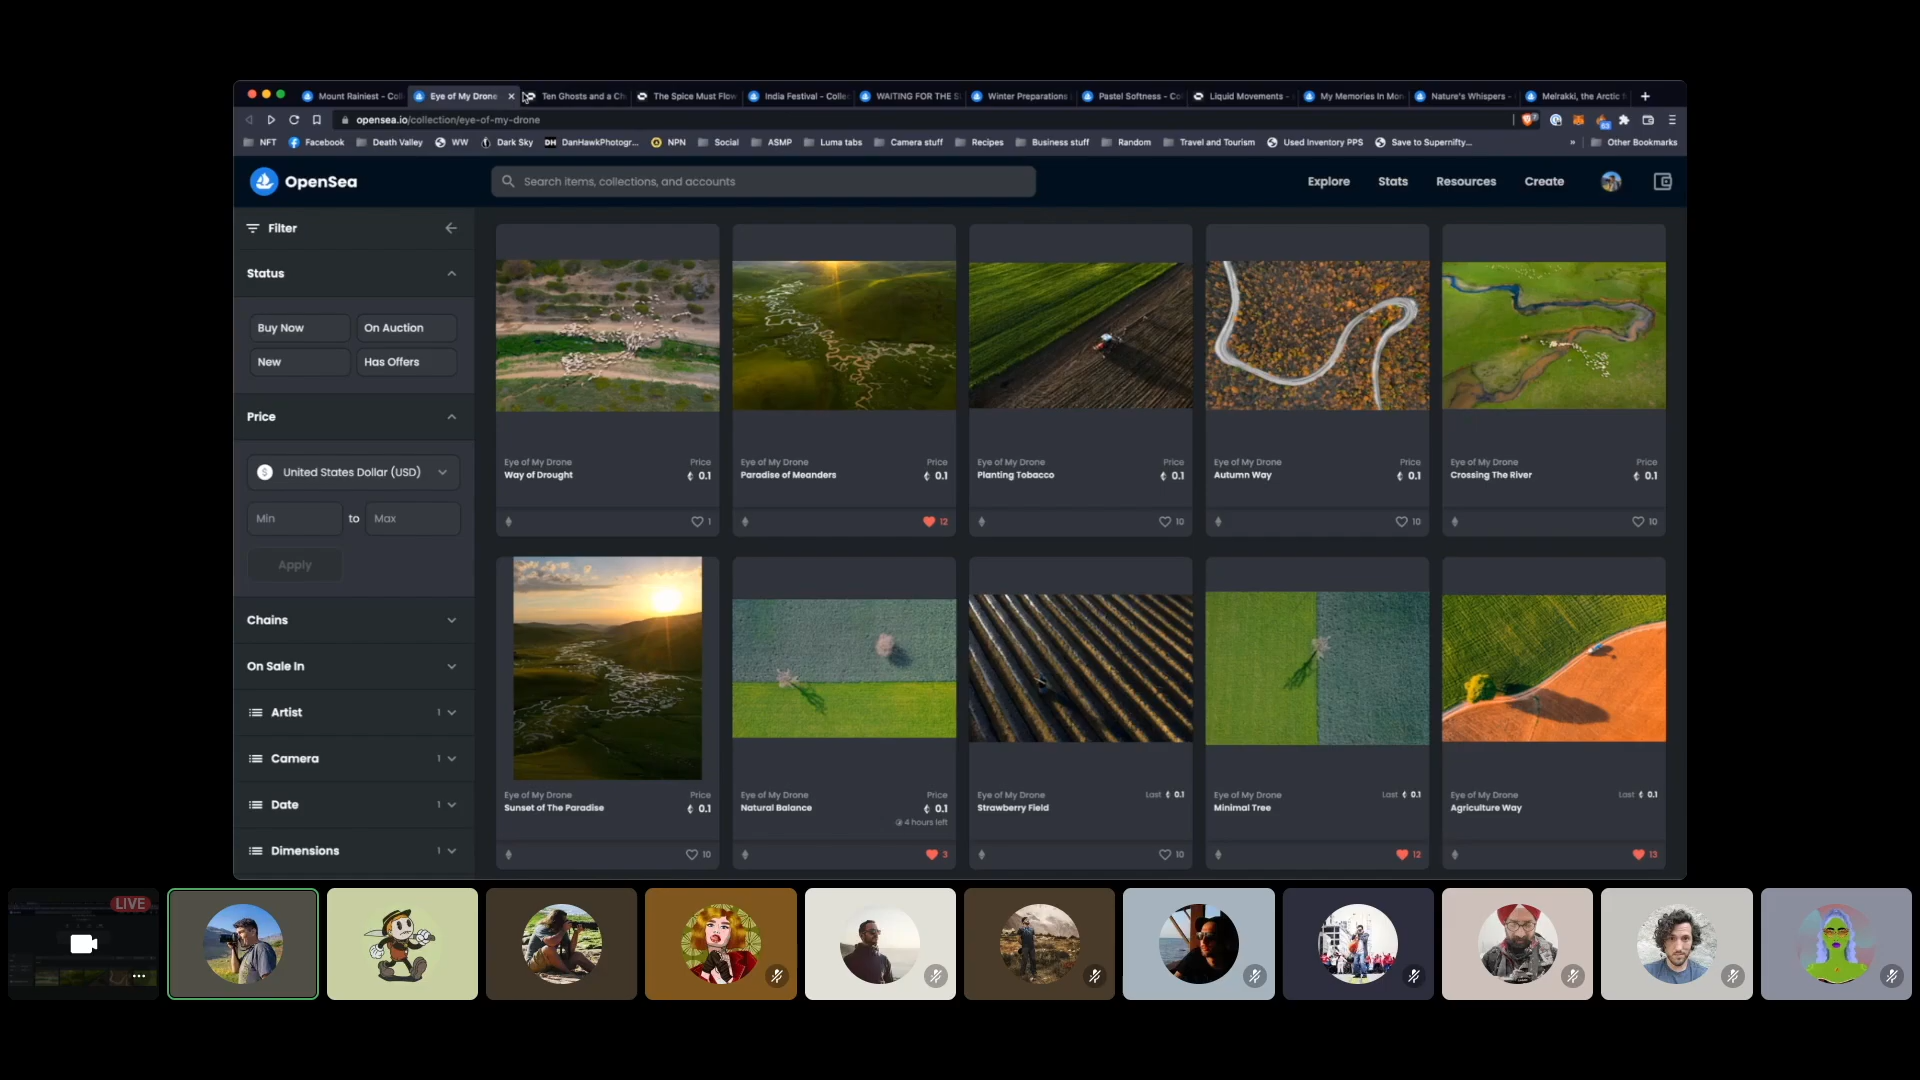 Mount Rainiest - Coll
Eye of My Drone
Ten Ghosts and a Ch
The Spice Must Flow
India Festival - Colle
WAITING FOR THE S
Winter Preparations
Pastel Softness - Co
Liquid Movements -
My Memories In Mon
Nature's Whispers -
Melrakki, the Arctic
opensea.io/collection/eye-of-my-drone
NFT
Facebook
Death Valley
WW
Dark Sky
DH DanHawkPhotogr...
NPN
Social
ASMP
Luma tabs
Camera stuff
Recipes
Business stuff
Random
Travel and Tourism
Used Inventory PPS
Save to Supernifty...
»
Other Bookmarks
OpenSea
Search items, collections, and accounts
Explore
Stats
Resources
Create
Filter
Status
Buy Now
On Auction
New
Has Offers
Price
United States Dollar (USD)
Min
to
Max
Apply
Chains
On Sale In
Artist 1
Camera 1
Date 1
Dimensions 1
Eye of My Drone Price
Way of Drought 0.1
1
Eye of My Drone Price
Paradise of Meanders 0.1
12
Eye of My Drone Price
Planting Tobacco 0.1
10
Eye of My Drone Price
Autumn Way 0.1
10
Eye of My Drone Price
Crossing The River 0.1
10
Eye of My Drone Price
Sunset of The Paradise 0.1
10
Eye of My Drone Price
Natural Balance 0.1
4 hours left
3
Eye of My Drone Last 0.1
Strawberry Field
10
Eye of My Drone Last 0.1
Minimal Tree
12
Eye of My Drone Last 0.1
Agriculture Way
13
LIVE